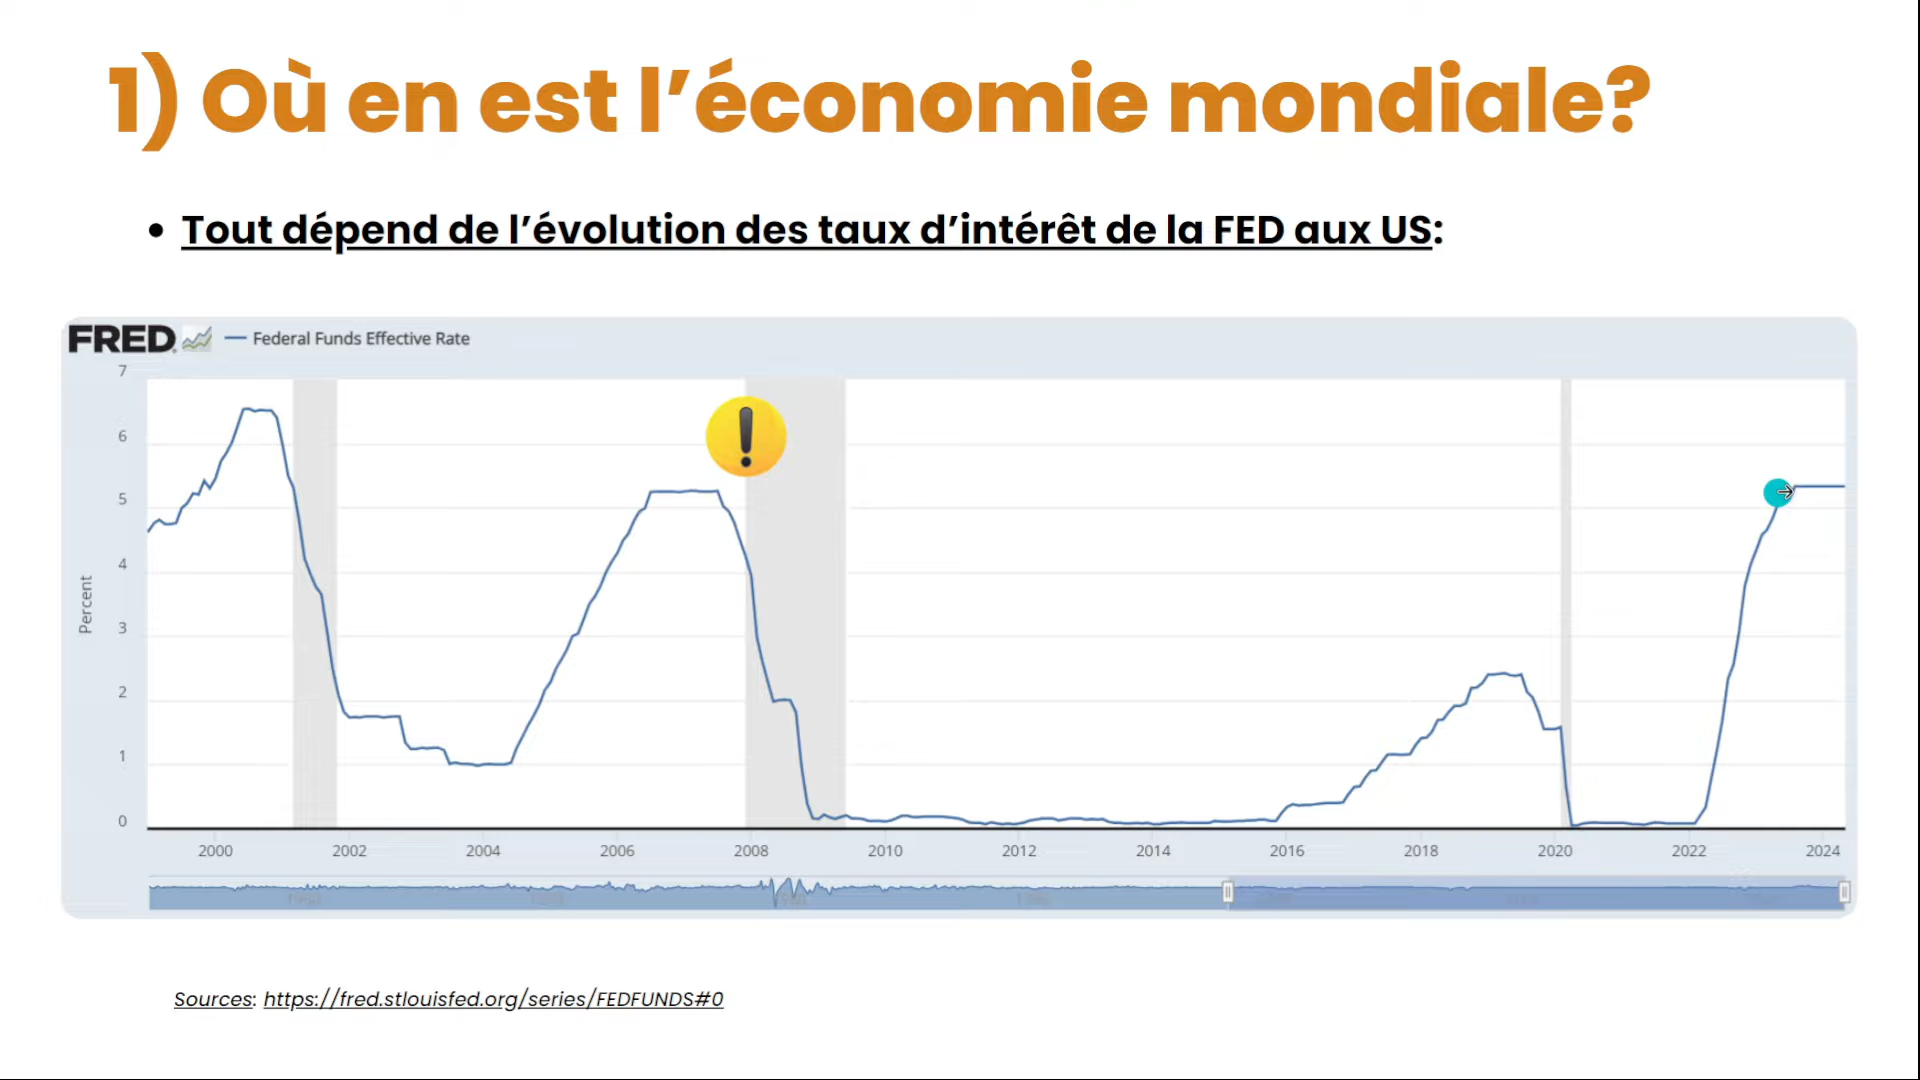 1) Où en est l’économie mondiale?
• Tout dépend de l’évolution des taux d’intérêt de la FED aux US:
FRED Federal Funds Effective Rate
7
6
5
4
3
2
1
0
Percent
2000 2002 2004 2006 2008 2010 2012 2014 2016 2018 2020 2022 2024
Sources: https://fred.stlouisfed.org/series/FEDFUNDS#0